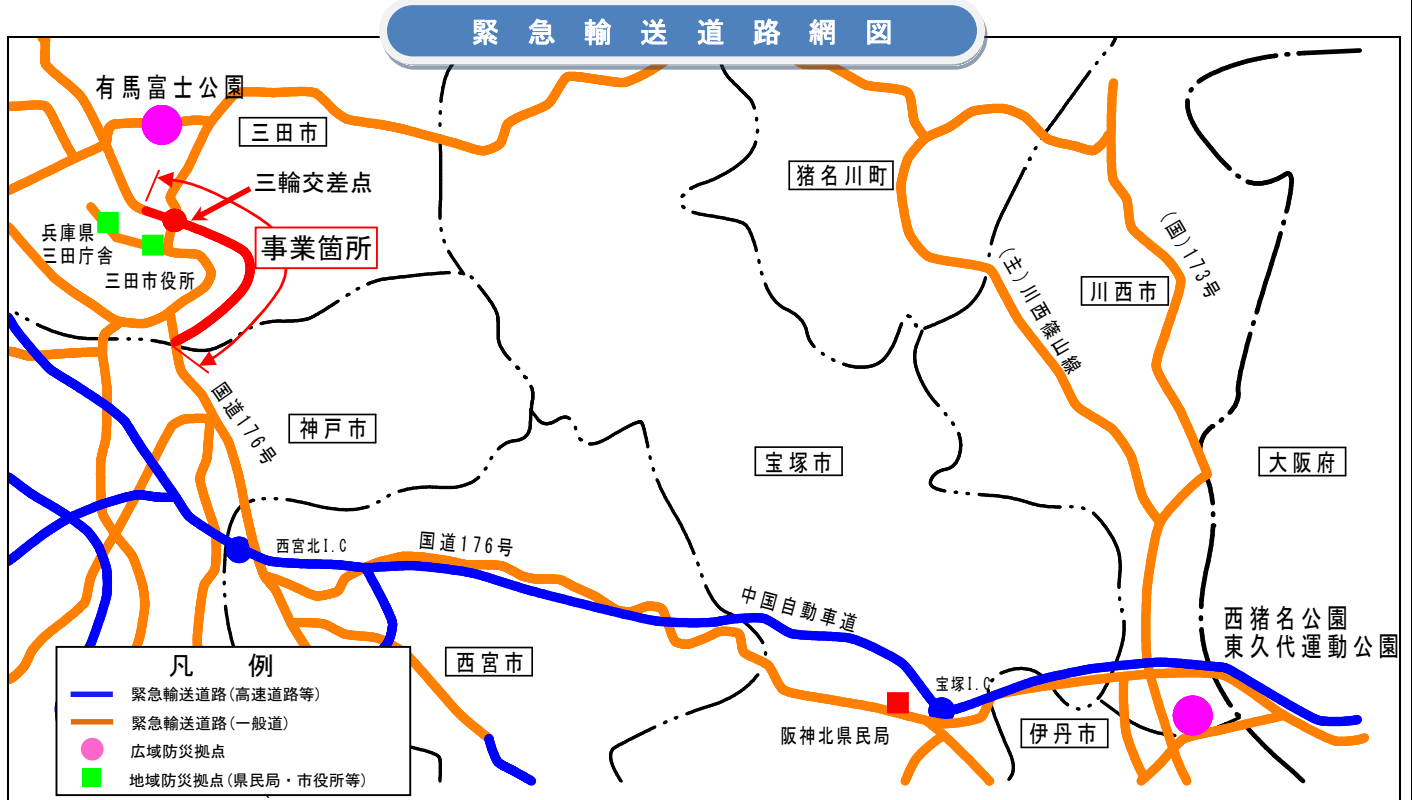 緊急輸送道路網図
有馬富士公園
三田市
三輪交差点
猪名川町
兵庫県
三田庁舎
事業箇所
三田市役所
(主)川西篠山線
川西市
(国)173号
国道176号
神戸市
宝塚市
大阪府
西宮北I.C
国道176号
中国自動車道
西猪名公園
東久代運動公園
西宮市
宝塚I.C
阪神北県民局
伊丹市
凡 例
緊急輸送道路(高速道路等)
緊急輸送道路(一般道)
広域防災拠点
地域防災拠点(県民局・市役所等)